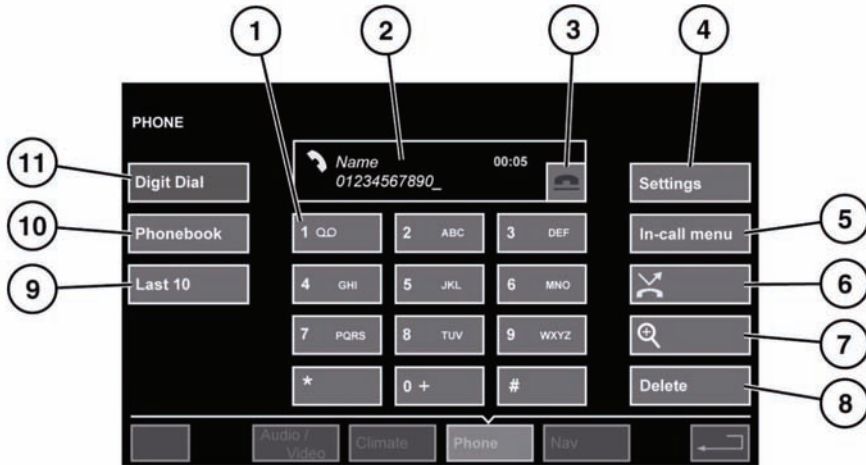 1
2
3
4
PHONE
11
Digit Dial
Name 00:05
01234567890_
Settings
10
Phonebook
1
2 ABC
3 DEF
In-call menu
5
9
Last 10
4 GHI
5 JKL
6 MNO
6
7 PQRS
8 TUV
9 WXYZ
7
*
0 +
#
Delete
8
Audio /
Video
Climate
Phone
Nav